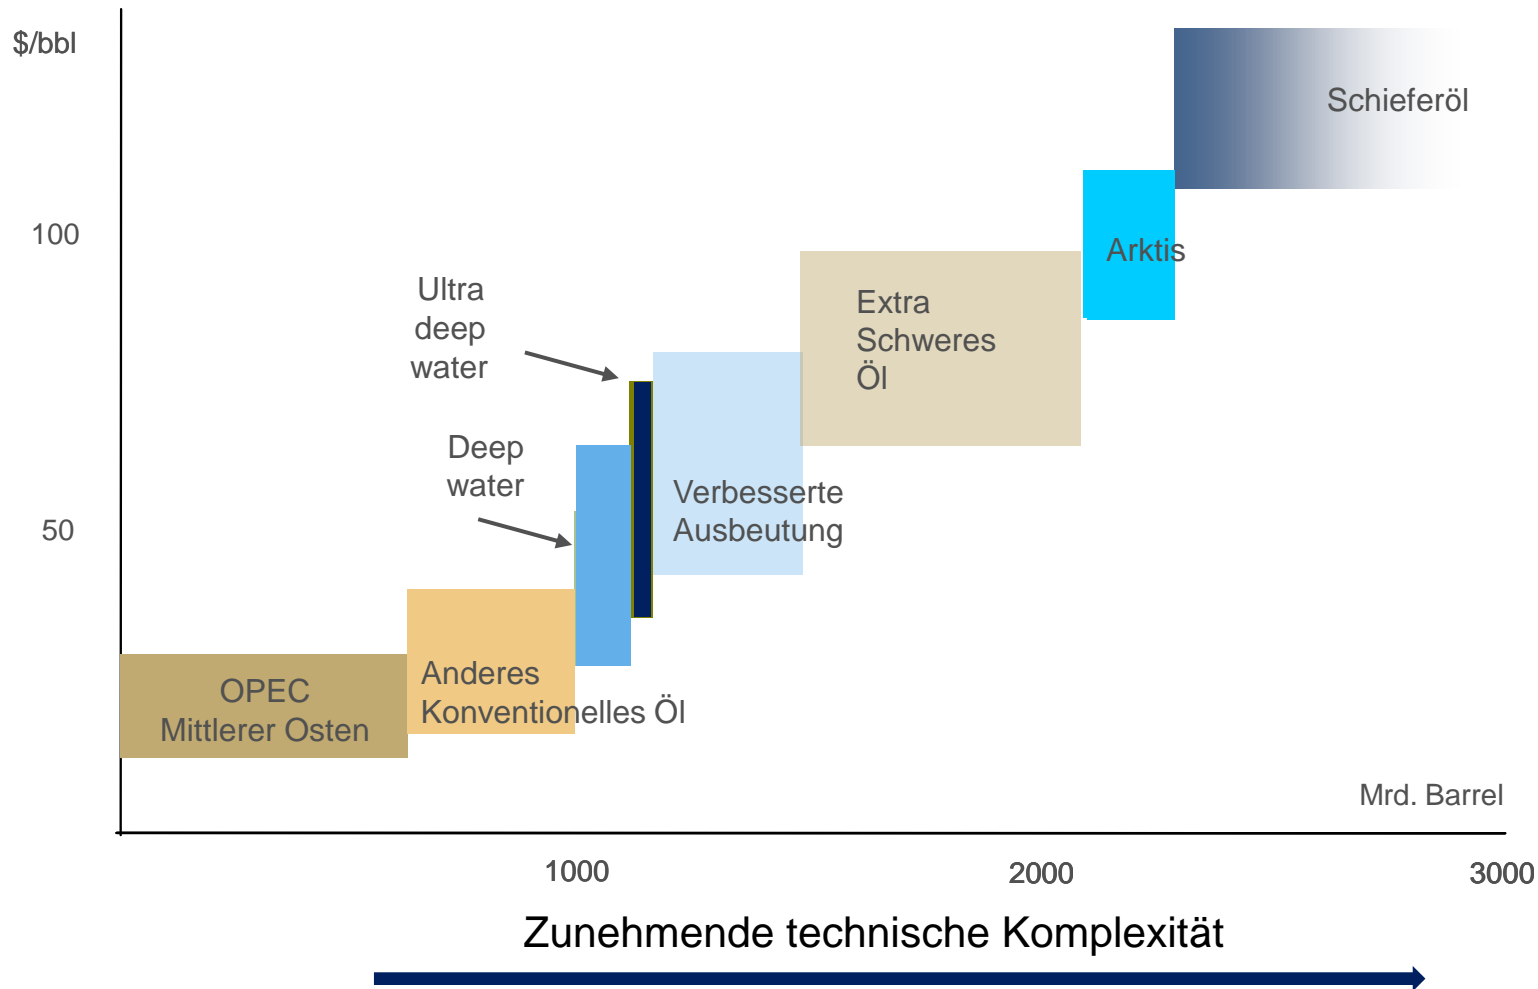 $/bbl
Schieferöl
100
Arktis
Ultra
deep
water
Extra
Schweres
Öl
Deep
water
Verbesserte
Ausbeutung
50
Anderes
Konventionelles Öl
OPEC
Mittlerer Osten
Mrd. Barrel
1000
2000
3000
Zunehmende technische Komplexität